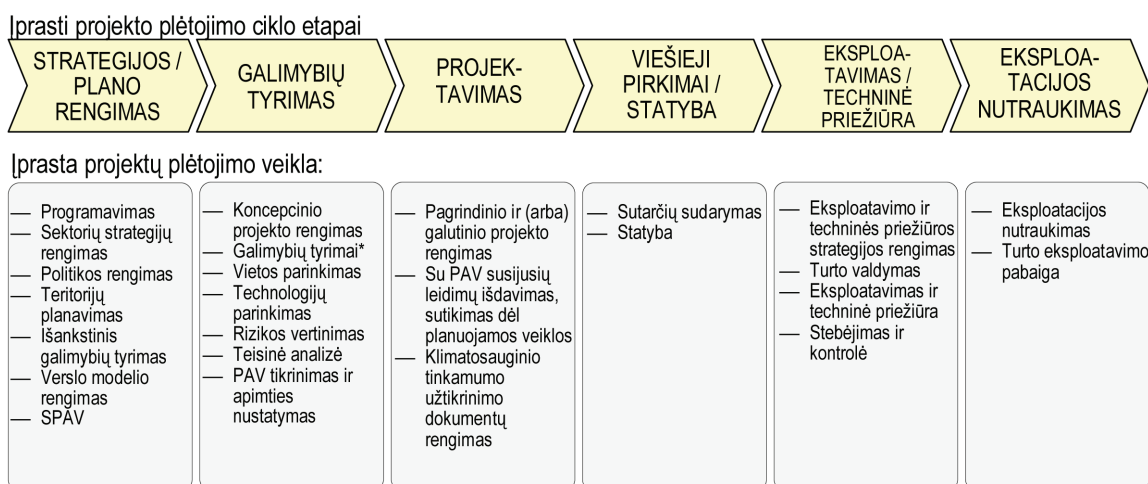 Įprasti projekto plėtojimo ciklo etapai
STRATEGIJOS /
PLANO
RENGIMAS
GALIMYBIŲ
TYRIMAS
PROJEK-
TAVIMAS
VIEŠIEJI
PIRKIMAI /
STATYBA
EKSPLOA-
TAVIMAS /
TECHNINĖ
PRIEŽIŪRA
EKSPLOA-
TACIJOS
NUTRAUKIMAS
Įprasta projektų plėtojimo veikla:
— Programavimas
— Sektorių strategijų
rengimas
— Politikos rengimas
— Teritorijų
planavimas
— Išankstinis
galimybių tyrimas
— Verslo modelio
rengimas
— SPAV
— Koncepcinio
projekto rengimas
— Galimybių tyrimai*
— Vietos parinkimas
— Technologijų
parinkimas
— Rizikos vertinimas
— Teisinė analizė
— PAV tikrinimas ir
apimties
nustatymas
— Pagrindinio ir (arba)
galutinio projekto
rengimas
— Su PAV susijusių
leidimų išdavimas,
sutikimas dėl
planuojamos veiklos
— Klimatosauginio
tinkamumo
užtikrinimo
dokumentų
rengimas
— Sutarčių sudarymas
— Statyba
— Eksploatavimo ir
techninės priežiūros
strategijos rengimas
— Turto valdymas
— Eksploatavimas ir
techninė priežiūra
— Stebėjimas ir
kontrolė
— Eksploatacijos
nutraukimas
— Turto eksploatavimo
pabaiga